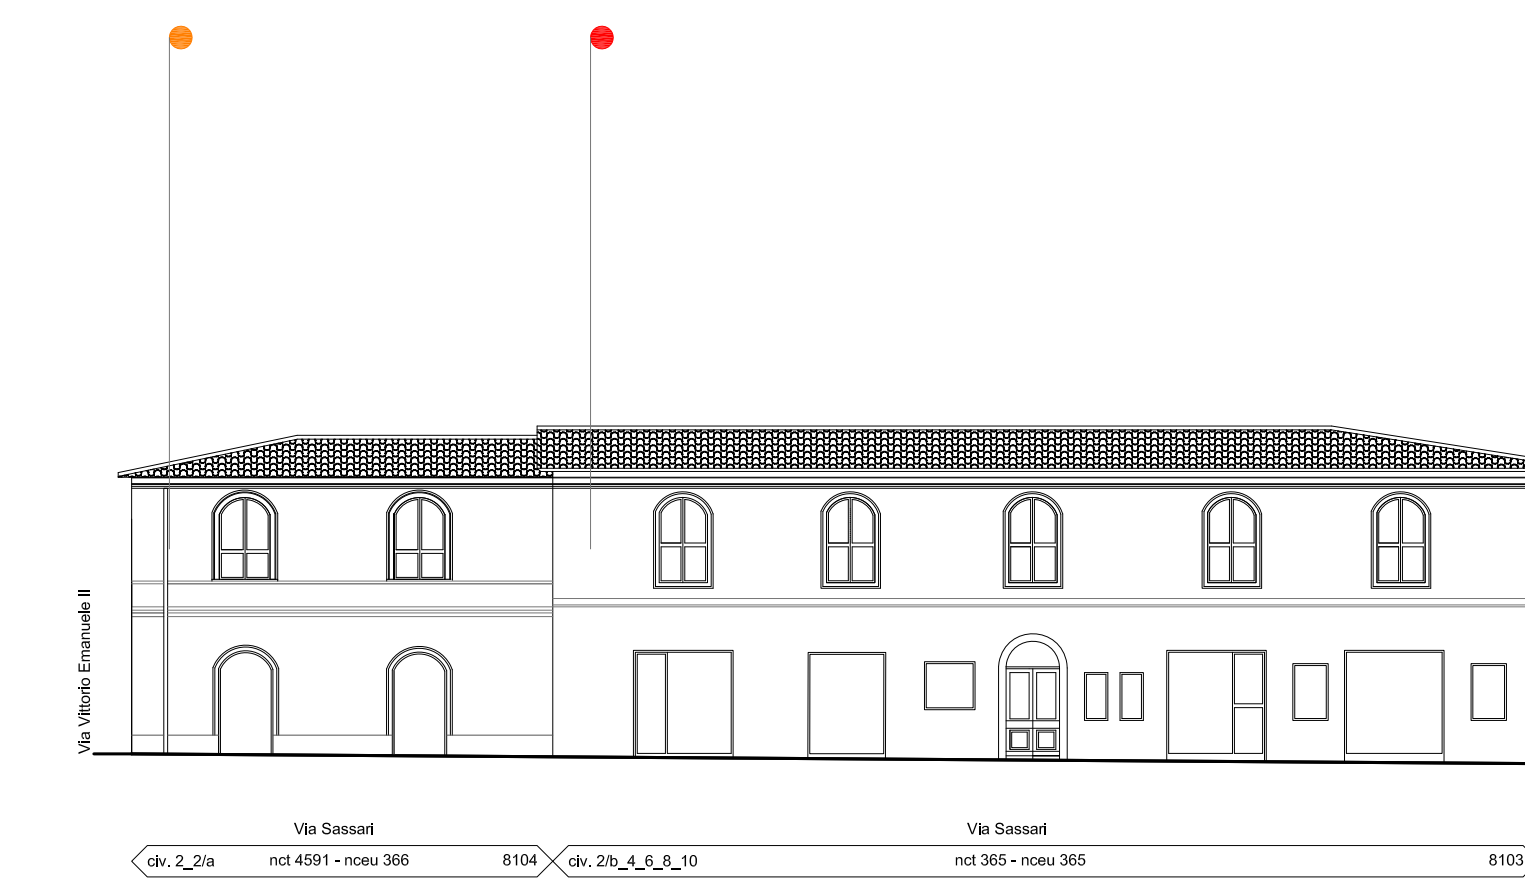 Via Vittorio Emanuele II
Via Sassari
civ. 2_2/a nct 4591 - nceu 366 8104
Via Sassari
civ. 2/b_4_6_8_10 nct 365 - nceu 365 8103